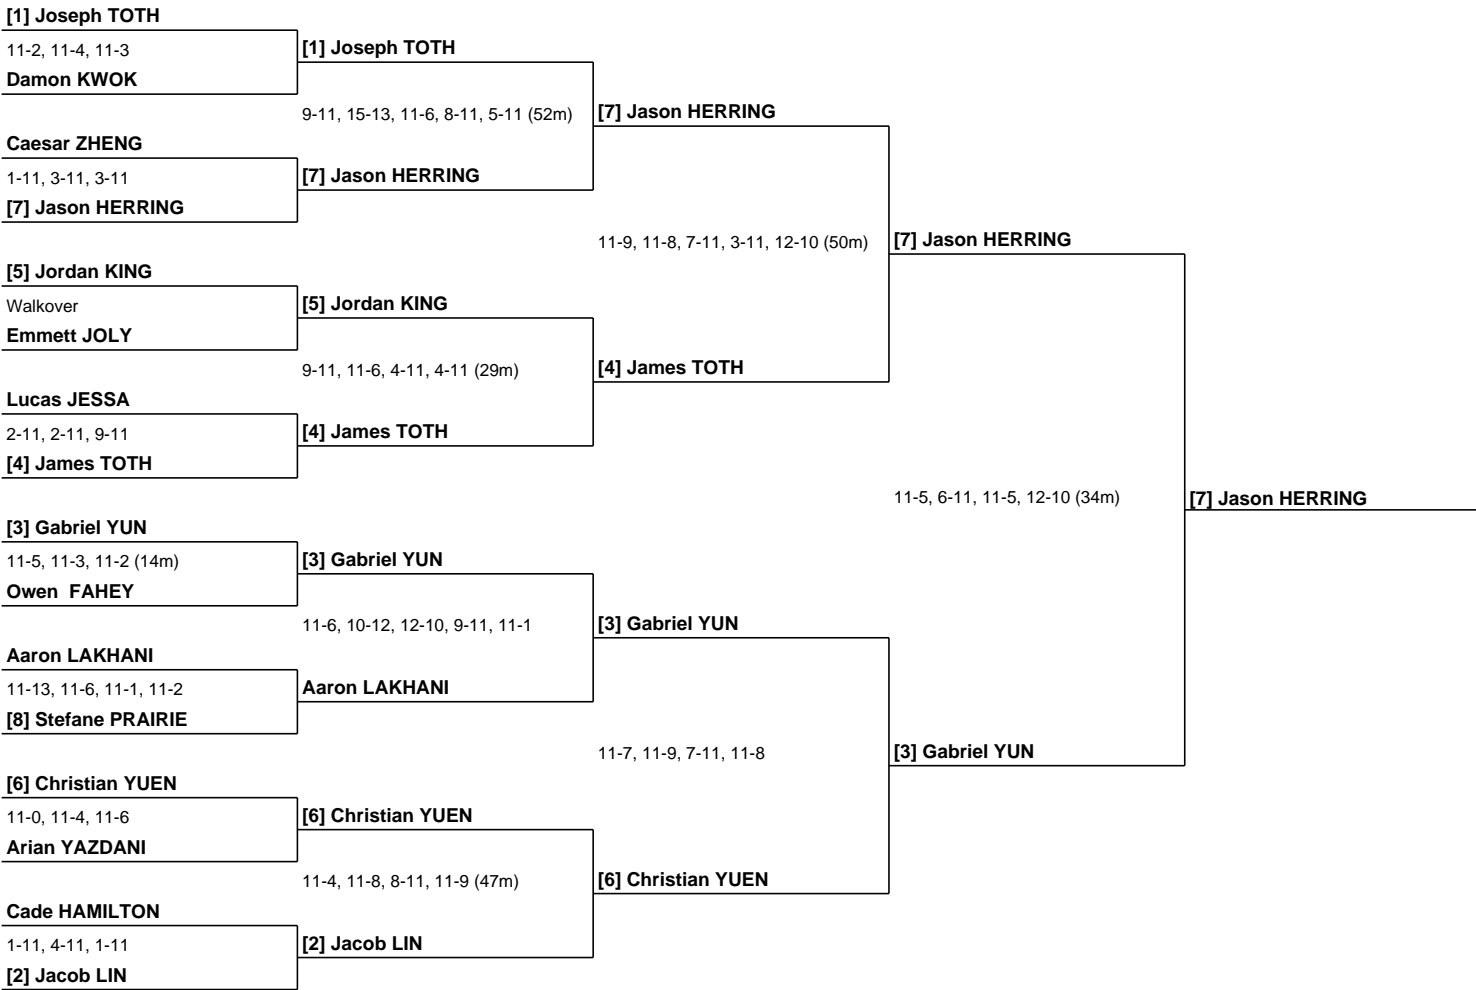 [1] Joseph TOTH
11-2, 11-4, 11-3
Damon KWOK
Caesar ZHENG
1-11, 3-11, 3-11
[7] Jason HERRING
[5] Jordan KING
Walkover
Emmett JOLY
Lucas JESSA
2-11, 2-11, 9-11
[4] James TOTH
[3] Gabriel YUN
11-5, 11-3, 11-2 (14m)
Owen  FAHEY
Aaron LAKHANI
11-13, 11-6, 11-1, 11-2
[8] Stefane PRAIRIE
[6] Christian YUEN
11-0, 11-4, 11-6
Arian YAZDANI
Cade HAMILTON
1-11, 4-11, 1-11
[2] Jacob LIN
[1] Joseph TOTH
9-11, 15-13, 11-6, 8-11, 5-11 (52m)
[7] Jason HERRING
[5] Jordan KING
9-11, 11-6, 4-11, 4-11 (29m)
[4] James TOTH
[3] Gabriel YUN
11-6, 10-12, 12-10, 9-11, 11-1
Aaron LAKHANI
[6] Christian YUEN
11-4, 11-8, 8-11, 11-9 (47m)
[2] Jacob LIN
[7] Jason HERRING
11-9, 11-8, 7-11, 3-11, 12-10 (50m)
[4] James TOTH
[3] Gabriel YUN
11-7, 11-9, 7-11, 11-8
[6] Christian YUEN
[7] Jason HERRING
11-5, 6-11, 11-5, 12-10 (34m)
[3] Gabriel YUN
[7] Jason HERRING